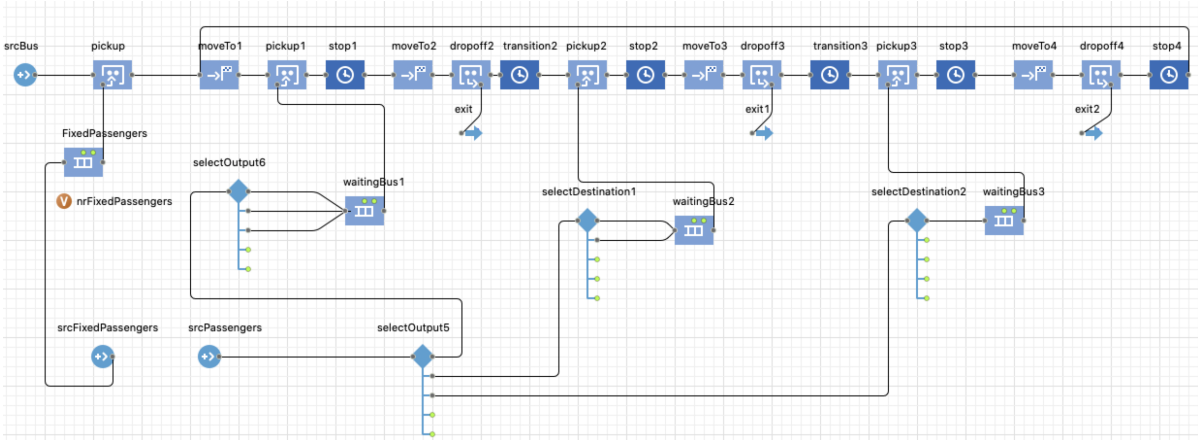 srcBus
pickup
moveTo1
pickup1
stop1
moveTo2
dropoff2
transition2
pickup2
stop2
moveTo3
dropoff3
transition3
pickup3
stop3
moveTo4
dropoff4
stop4
exit
exit1
exit2
FixedPassengers
selectOutput6
waitingBus1
selectDestination1
waitingBus2
selectDestination2
waitingBus3
V nrFixedPassengers
srcFixedPassengers
srcPassengers
selectOutput5